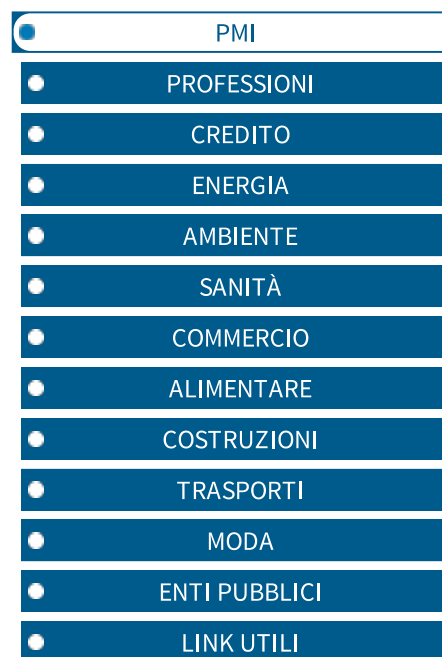 PMI
PROFESSIONI
CREDITO
ENERGIA
AMBIENTE
SANITÀ
COMMERCIO
ALIMENTARE
COSTRUZIONI
TRASPORTI
MODA
ENTI PUBBLICI
LINK UTILI